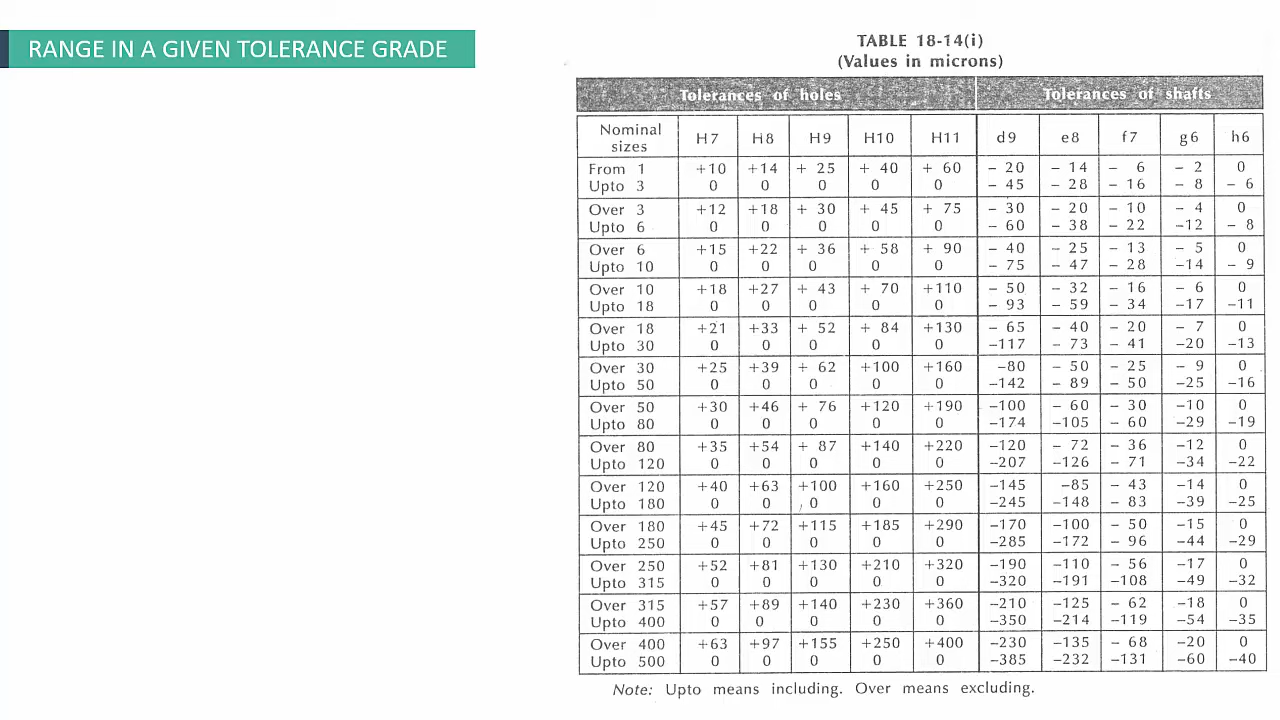 RANGE IN A GIVEN TOLERANCE GRADE
TABLE 18-14(i)
(Values in microns)
Tolerances of holes Tolerances of shafts
Nominal sizes H7 H8 H9 H10 H11 d9 e8 f7 g6 h6
From 1 +10 +14 + 25 + 40 + 60 – 20 – 14 – 6 – 2 0
Upto 3 0 0 0 0 0 – 45 – 28 – 16 – 8 – 6
Over 3 +12 +18 + 30 + 45 + 75 – 30 – 20 – 10 – 4 0
Upto 6 0 0 0 0 0 – 60 – 38 – 22 –12 – 8
Over 6 +15 +22 + 36 + 58 + 90 – 40 – 25 – 13 – 5 0
Upto 10 0 0 0 0 0 – 75 – 47 – 28 –14 – 9
Over 10 +18 +27 + 43 + 70 +110 – 50 – 32 – 16 – 6 0
Upto 18 0 0 0 0 0 – 93 – 59 – 34 –17 –11
Over 18 +21 +33 + 52 + 84 +130 – 65 – 40 – 20 – 7 0
Upto 30 0 0 0 0 0 –117 – 73 – 41 –20 –13
Over 30 +25 +39 + 62 +100 +160 –80 – 50 – 25 – 9 0
Upto 50 0 0 0 0 0 –142 – 89 – 50 –25 –16
Over 50 +30 +46 + 76 +120 +190 –100 – 60 – 30 –10 0
Upto 80 0 0 0 0 0 –174 –105 – 60 –29 –19
Over 80 +35 +54 + 87 +140 +220 –120 – 72 – 36 –12 0
Upto 120 0 0 0 0 0 –207 –126 – 71 –34 –22
Over 120 +40 +63 +100 +160 +250 –145 –85 – 43 –14 0
Upto 180 0 0 0 0 0 –245 –148 – 83 –39 –25
Over 180 +45 +72 +115 +185 +290 –170 –100 – 50 –15 0
Upto 250 0 0 0 0 0 –285 –172 – 96 –44 –29
Over 250 +52 +81 +130 +210 +320 –190 –110 – 56 –17 0
Upto 315 0 0 0 0 0 –320 –191 –108 –49 –32
Over 315 +57 +89 +140 +230 +360 –210 –125 – 62 –18 0
Upto 400 0 0 0 0 0 –350 –214 –119 –54 –35
Over 400 +63 +97 +155 +250 +400 –230 –135 – 68 –20 0
Upto 500 0 0 0 0 0 –385 –232 –131 –60 –40
Note: Upto means including. Over means excluding.